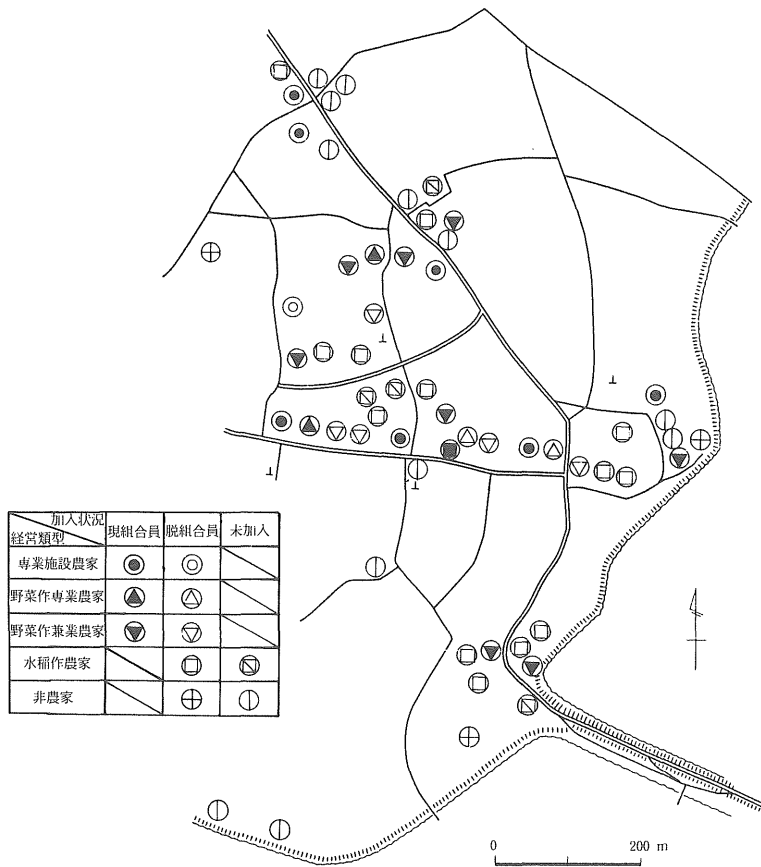 加入状況
経営類型
現組合員 脱組合員 未加入
専業施設農家
野菜作専業農家
野菜作兼業農家
水稲作農家
非農家
0 200 m